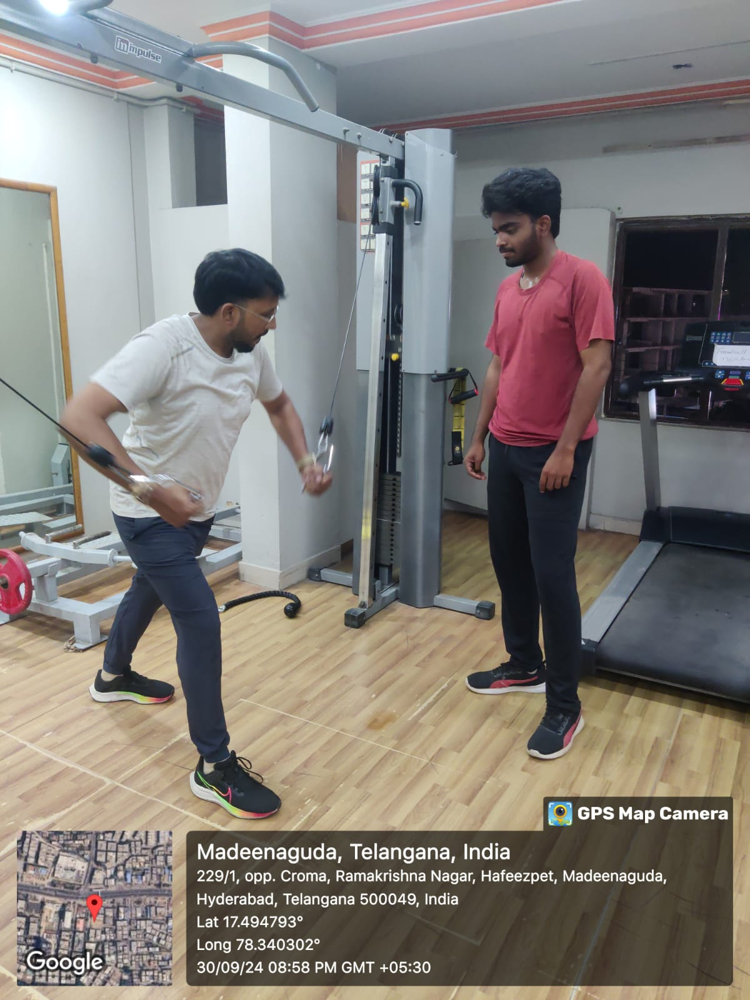 impulse
Treadmill
GPS Map Camera
Madeenaguda, Telangana, India
229/1, opp. Croma, Ramakrishna Nagar, Hafeezpet, Madeenaguda,
Hyderabad, Telangana 500049, India
Lat 17.494793°
Long 78.340302°
30/09/24 08:58 PM GMT +05:30
Google